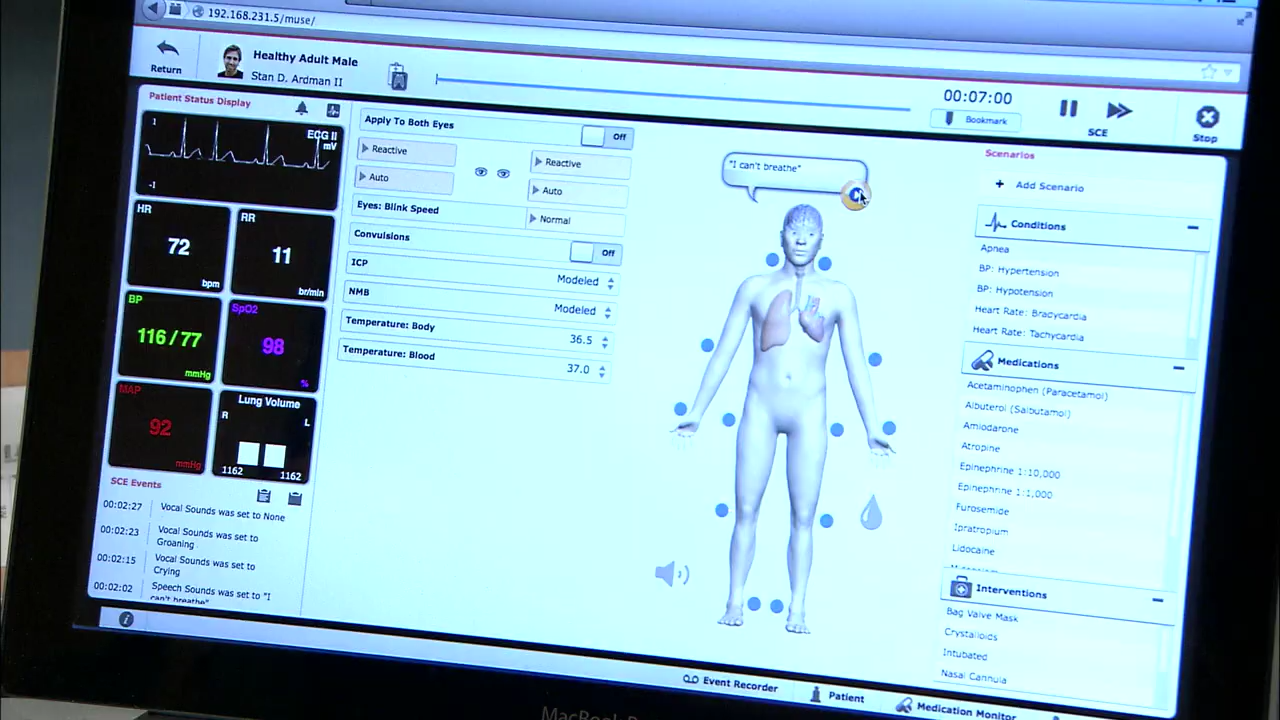 192.168.231.5/muse/
Return
Healthy Adult Male
Stan D. Ardman II
00:07:00
Bookmark
SCE
Stop
Patient Status Display
1
ECG II
mV
-1
HR
72
bpm
RR
11
br/min
BP
116 / 77
mmHg
SpO2
98
%
MAP
92
mmHg
Lung Volume
R
L
1162
1162
SCE Events
00:02:27 Vocal Sounds was set to None
00:02:23 Vocal Sounds was set to
Groaning
00:02:15 Vocal Sounds was set to
Crying
00:02:02 Speech Sounds was set to "I
can't breathe"
Apply To Both Eyes
Off
Reactive
Reactive
Auto
Auto
Eyes: Blink Speed
Normal
Convulsions
Off
ICP
Modeled
NMB
Modeled
Temperature: Body
36.5
Temperature: Blood
37.0
"I can't breathe"
Scenarios
+ Add Scenario
Conditions
Apnea
BP: Hypertension
BP: Hypotension
Heart Rate: Bradycardia
Heart Rate: Tachycardia
Medications
Acetaminophen (Paracetamol)
Albuterol (Salbutamol)
Amiodarone
Atropine
Epinephrine 1:10,000
Epinephrine 1:1,000
Furosemide
Ipratropium
Lidocaine
Interventions
Bag Valve Mask
Crystalloids
Intubated
Nasal Cannula
Event Recorder
Patient
Medication Monitor
MacBook